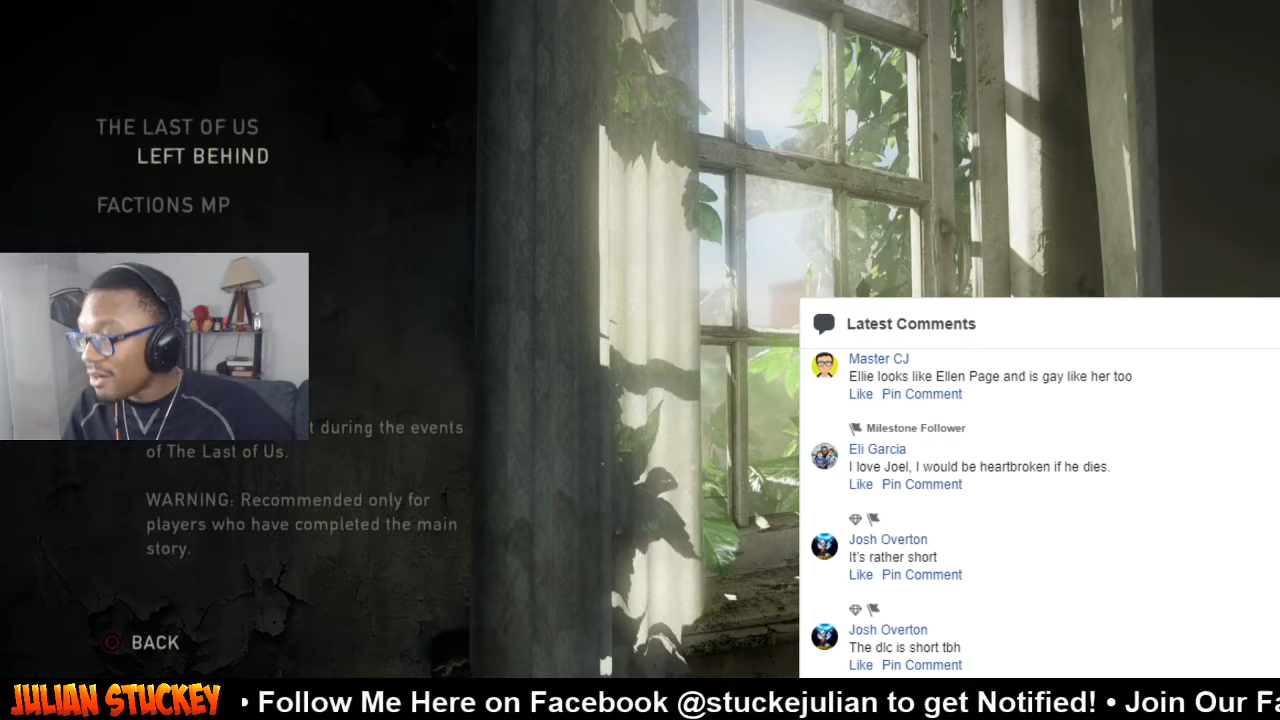 THE LAST OF US
LEFT BEHIND
FACTIONS MP
t during the events
of The Last of Us.
WARNING: Recommended only for
players who have completed the main
story.
BACK
Latest Comments
Master CJ
Ellie looks like Ellen Page and is gay like her too
Like Pin Comment
Milestone Follower
Eli Garcia
I love Joel, I would be heartbroken if he dies.
Like Pin Comment
Josh Overton
It's rather short
Like Pin Comment
Josh Overton
The dlc is short tbh
Like Pin Comment
JULIAN STUCKEY • Follow Me Here on Facebook @stuckejulian to get Notified! • Join Our Fa